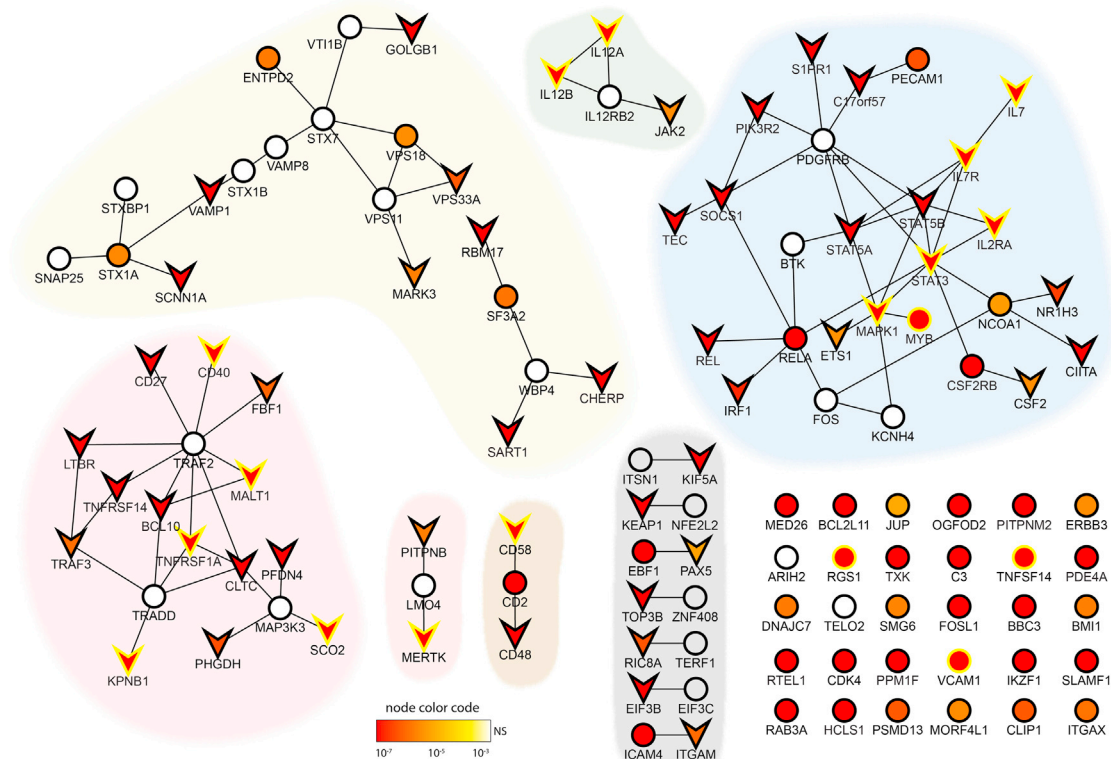 VTI1B
GOLGB1
ENTPD2
STX7
VAMP8
VPS18
STX1B
VPS33A
STXBP1
VAMP1
VPS11
SNAP25
STX1A
SCNN1A
RBM17
MARK3
SF3A2
WBP4
CHERP
SART1
IL12A
IL12B
IL12RB2
JAK2
S1PR1
PECAM1
C17orf57
IL7
PIK3R2
PDGFRB
IL7R
SOCS1
STAT5B
TEC
STAT5A
IL2RA
BTK
STAT3
NR1H3
NCOA1
MAPK1
MYB
REL
RELA
ETS1
CIITA
CSF2RB
IRF1
CSF2
FOS
KCNH4
CD27
CD40
FBF1
LTBR
TRAF2
TNFRSF14
MALT1
BCL10
TRAF3
TNFRSF1A
CLTC
PFDN4
TRADD
MAP3K3
PHGDH
SCO2
KPNB1
PITPNB
LMO4
MERTK
CD58
CD2
CD48
ITSN1 KIF5A
KEAP1 NFE2L2
EBF1 PAX5
TOP3B ZNF408
RIC8A TERF1
EIF3B EIF3C
ICAM4 ITGAM
MED26 BCL2L11 JUP OGFOD2 PITPNM2 ERBB3
ARIH2 RGS1 TXK C3 TNFSF14 PDE4A
DNAJC7 TELO2 SMG6 FOSL1 BBC3 BMI1
RTEL1 CDK4 PPM1F VCAM1 IKZF1 SLAMF1
RAB3A HCLS1 PSMD13 MORF4L1 CLIP1 ITGAX
node color code
NS
10⁻⁷ 10⁻⁵ 10⁻³